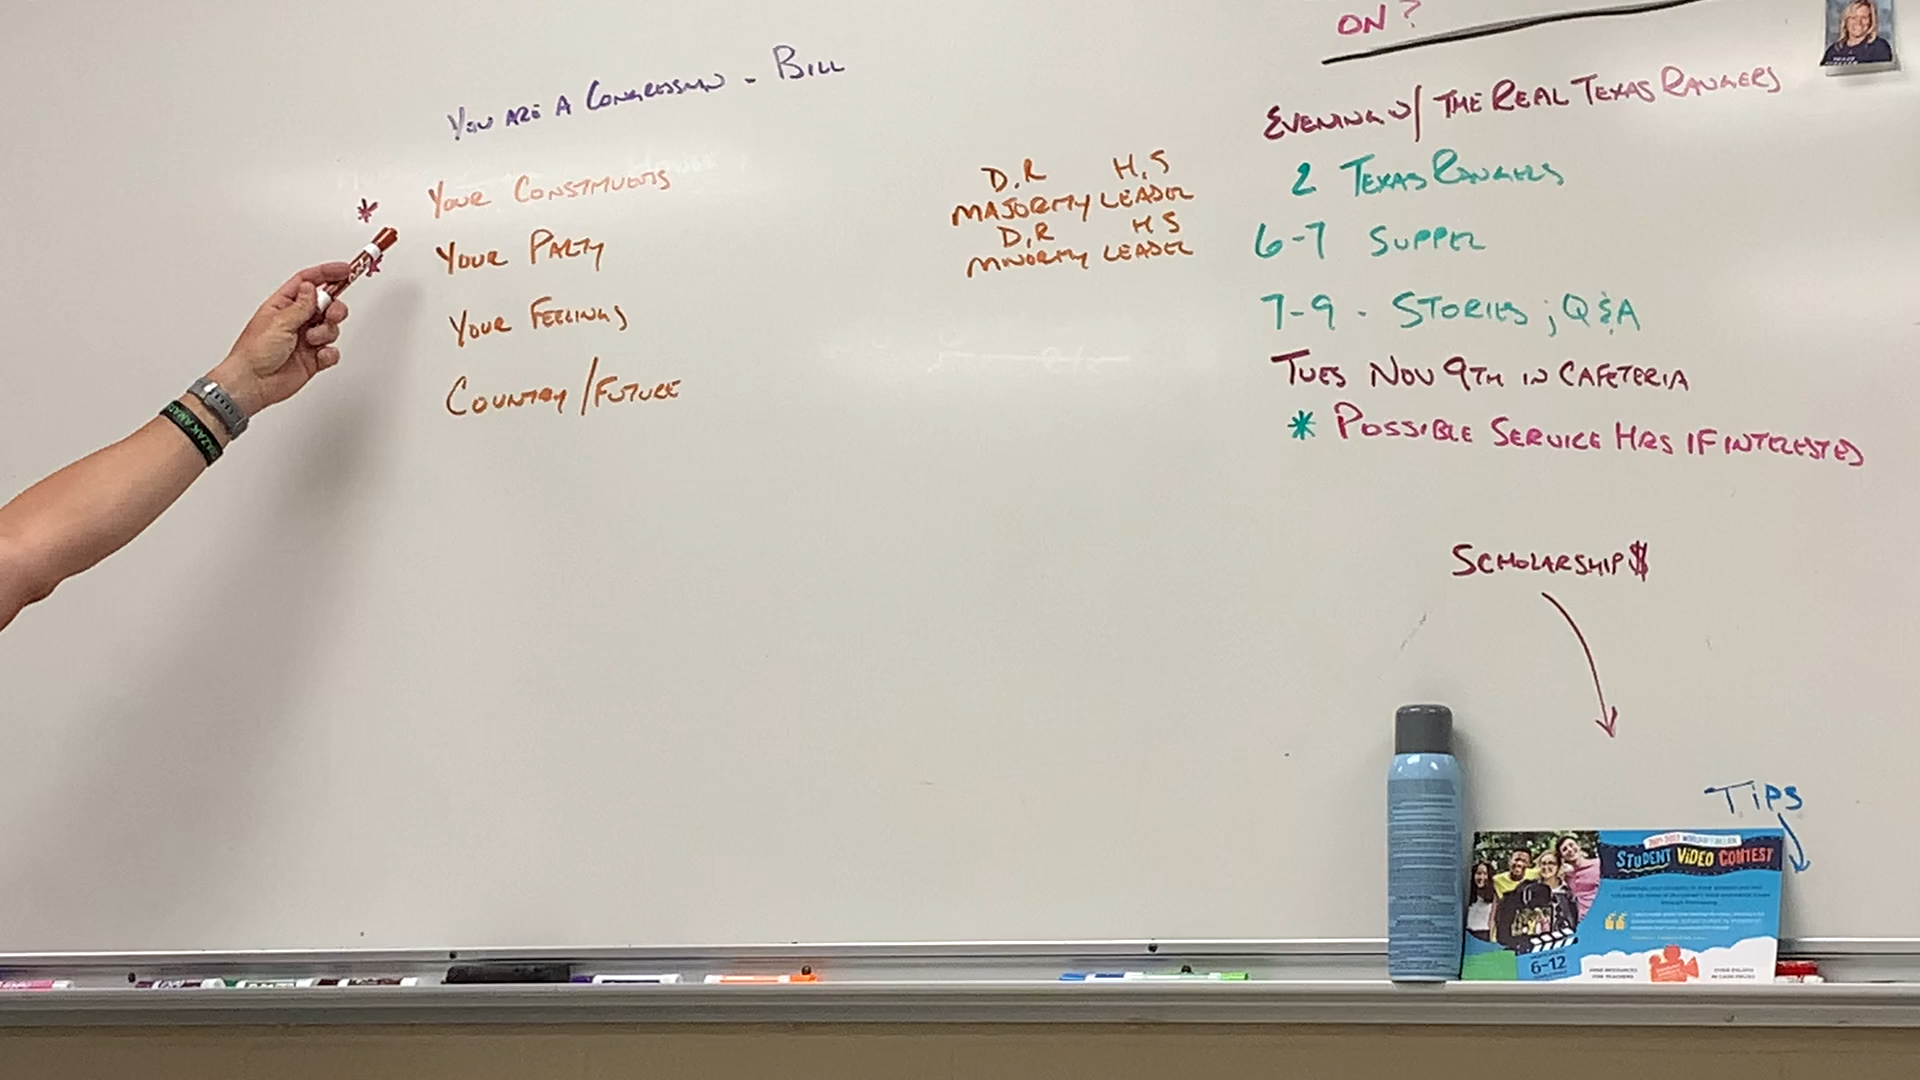 ON?
YOU ARE A CONGRESSMAN - BILL
* YOUR CONSTITUENTS
* YOUR PARTY
YOUR FEELINGS
COUNTRY/FUTURE
D, R H, S
MAJORITY LEADER
D, R H S
MINORITY LEADER
EVENING W/ THE REAL TEXAS RANGERS
2 TEXAS RANGERS
6-7 SUPPER
7-9 - STORIES; Q&A
TUES NOV 9TH IN CAFETERIA
* POSSIBLE SERVICE HRS IF INTERESTED
SCHOLARSHIP$
TIPS
STUDENT VIDEO CONTEST
6-12